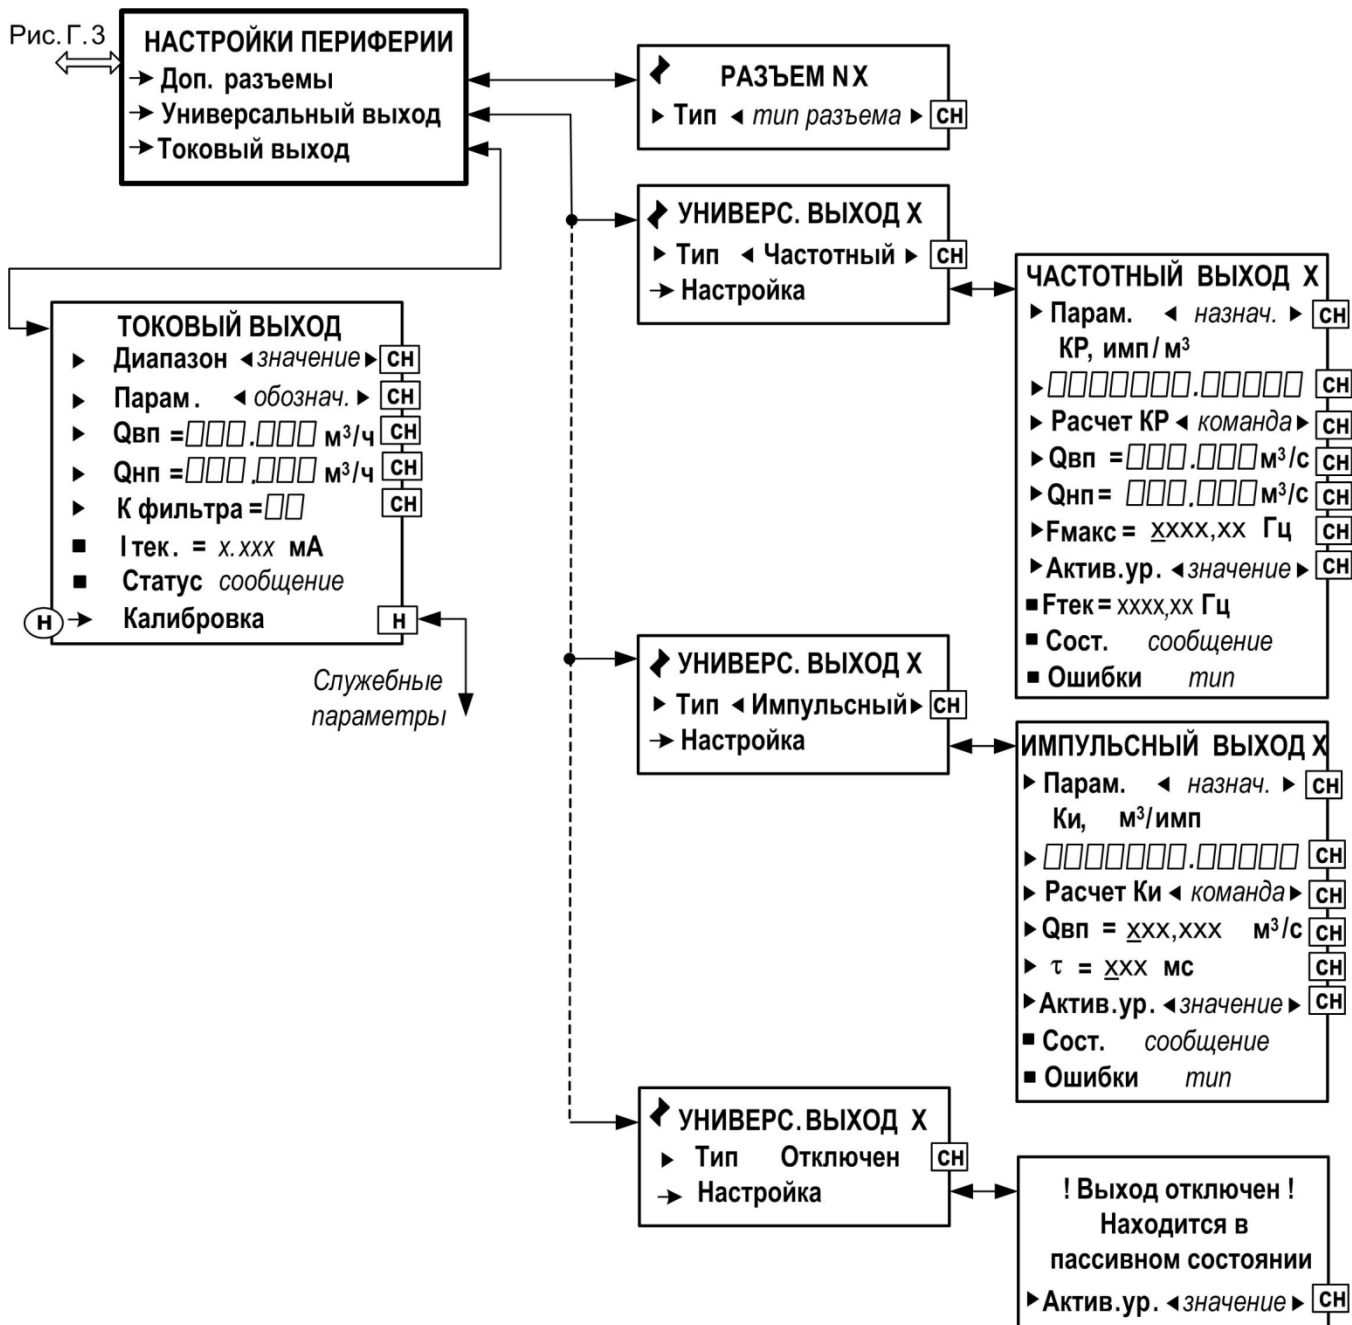 Рис. Г. 3
НАСТРОЙКИ ПЕРИФЕРИИ
Доп. разъемы
Универсальный выход
Токовый выход
РАЗЪЕМ N X
Тип тип разъема СН
УНИВЕРС. ВЫХОД X
Тип Частотный СН
Настройка
ЧАСТОТНЫЙ ВЫХОД X
Парам. назнач. СН
КР, имп/м³
. СН
Расчет КР команда СН
Qвп = . м³/с СН
Qнп = . м³/с СН
Fмакс = xxxx,xx Гц СН
Актив.ур. значение СН
Fтек = xxxx,xx Гц
Сост. сообщение
Ошибки тип
ТОКОВЫЙ ВЫХОД
Диапазон значение СН
Парам. обознач. СН
Qвп = . м³/ч СН
Qнп = . м³/ч СН
К фильтра = СН
I тек. = x.xxx мА
Статус сообщение
Н Калибровка Н
Служебные
параметры
УНИВЕРС. ВЫХОД X
Тип Импульсный СН
Настройка
ИМПУЛЬСНЫЙ ВЫХОД X
Парам. назнач. СН
Ки, м³/имп
. СН
Расчет Ки команда СН
Qвп = xxx,xxx м³/с СН
τ = xxx мс СН
Актив.ур. значение СН
Сост. сообщение
Ошибки тип
УНИВЕРС. ВЫХОД X
Тип Отключен СН
Настройка
! Выход отключен !
Находится в
пассивном состоянии
Актив.ур. значение СН